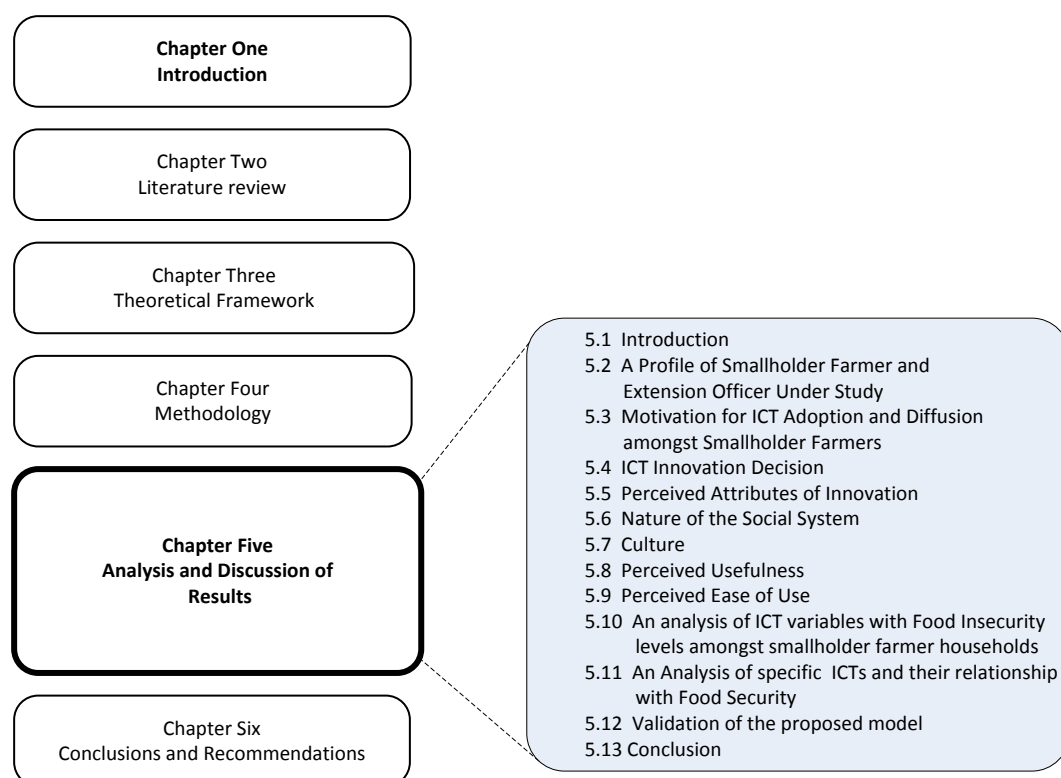 Chapter One
Introduction
Chapter Two
Literature review
Chapter Three
Theoretical Framework
Chapter Four
Methodology
Chapter Five
Analysis and Discussion of
Results
Chapter Six
Conclusions and Recommendations
5.1 Introduction
5.2 A Profile of Smallholder Farmer and
Extension Officer Under Study
5.3 Motivation for ICT Adoption and Diffusion
amongst Smallholder Farmers
5.4 ICT Innovation Decision
5.5 Perceived Attributes of Innovation
5.6 Nature of the Social System
5.7 Culture
5.8 Perceived Usefulness
5.9 Perceived Ease of Use
5.10 An analysis of ICT variables with Food Insecurity
levels amongst smallholder farmer households
5.11 An Analysis of specific ICTs and their relationship
with Food Security
5.12 Validation of the proposed model
5.13 Conclusion